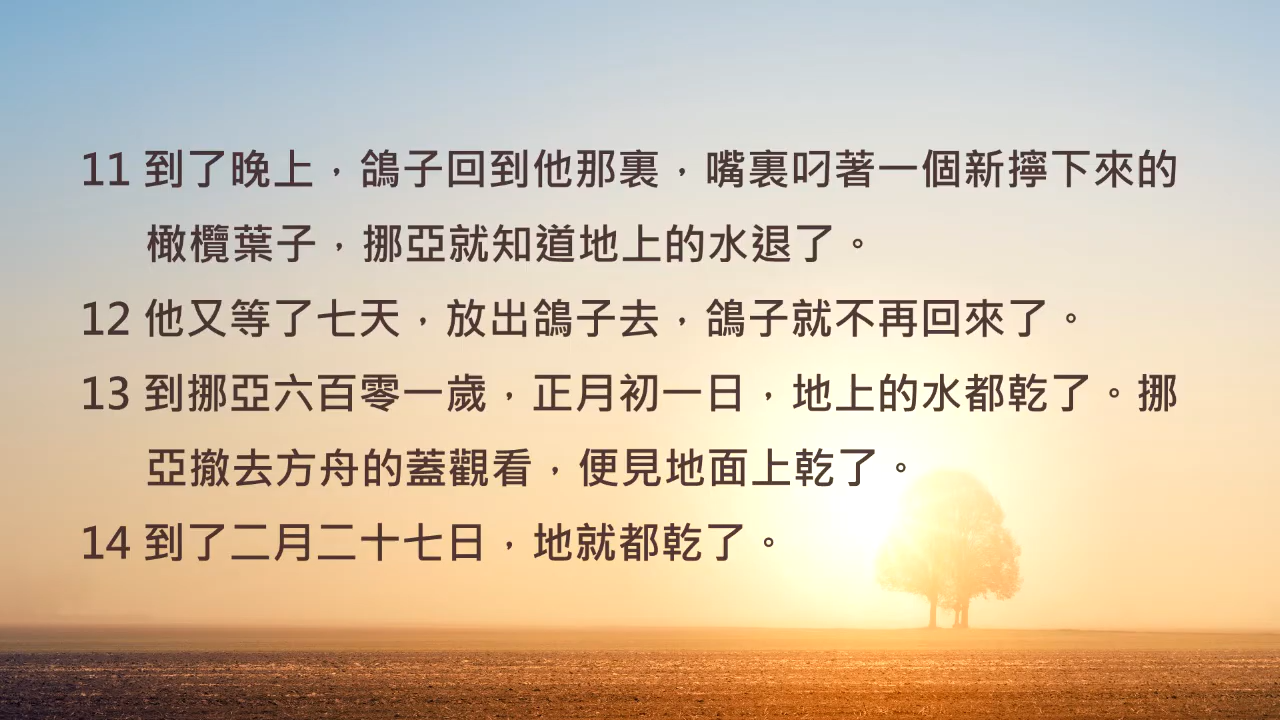 11 到了晚上，鴿子回到他那裏，嘴裏叼著一個新擰下來的
橄欖葉子，挪亞就知道地上的水退了。
12 他又等了七天，放出鴿子去，鴿子就不再回來了。
13 到挪亞六百零一歲，正月初一日，地上的水都乾了。挪
亞撤去方舟的蓋觀看，便見地面上乾了。
14 到了二月二十七日，地就都乾了。